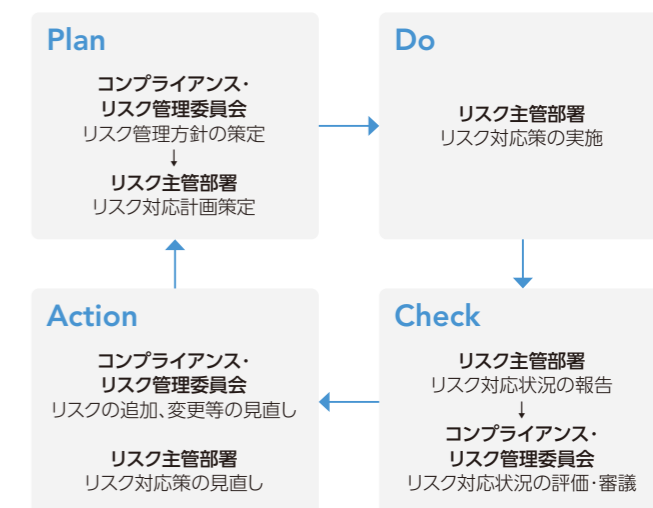 Plan
コンプライアンス・
リスク管理委員会
リスク管理方針の策定
↓
リスク主管部署
リスク対応計画策定
Do
リスク主管部署
リスク対応策の実施
Action
コンプライアンス・
リスク管理委員会
リスクの追加、変更等の見直し
リスク主管部署
リスク対応策の見直し
Check
リスク主管部署
リスク対応状況の報告
↓
コンプライアンス・
リスク管理委員会
リスク対応状況の評価・審議